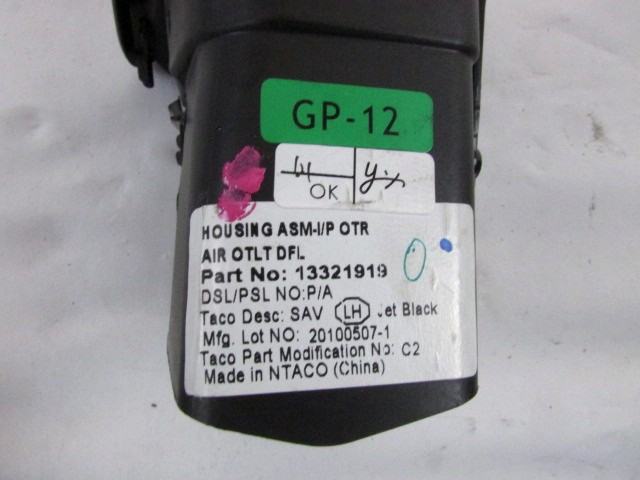 GP-12
OK
HOUSING ASM-I/P OTR
AIR OTLT DFL
Part No: 13321919
DSL/PSL NO:P/A
Taco Desc: SAV LH Jet Black
Mfg. Lot NO: 20100507-1
Taco Part Modification No: C2
Made in NTACO (China)